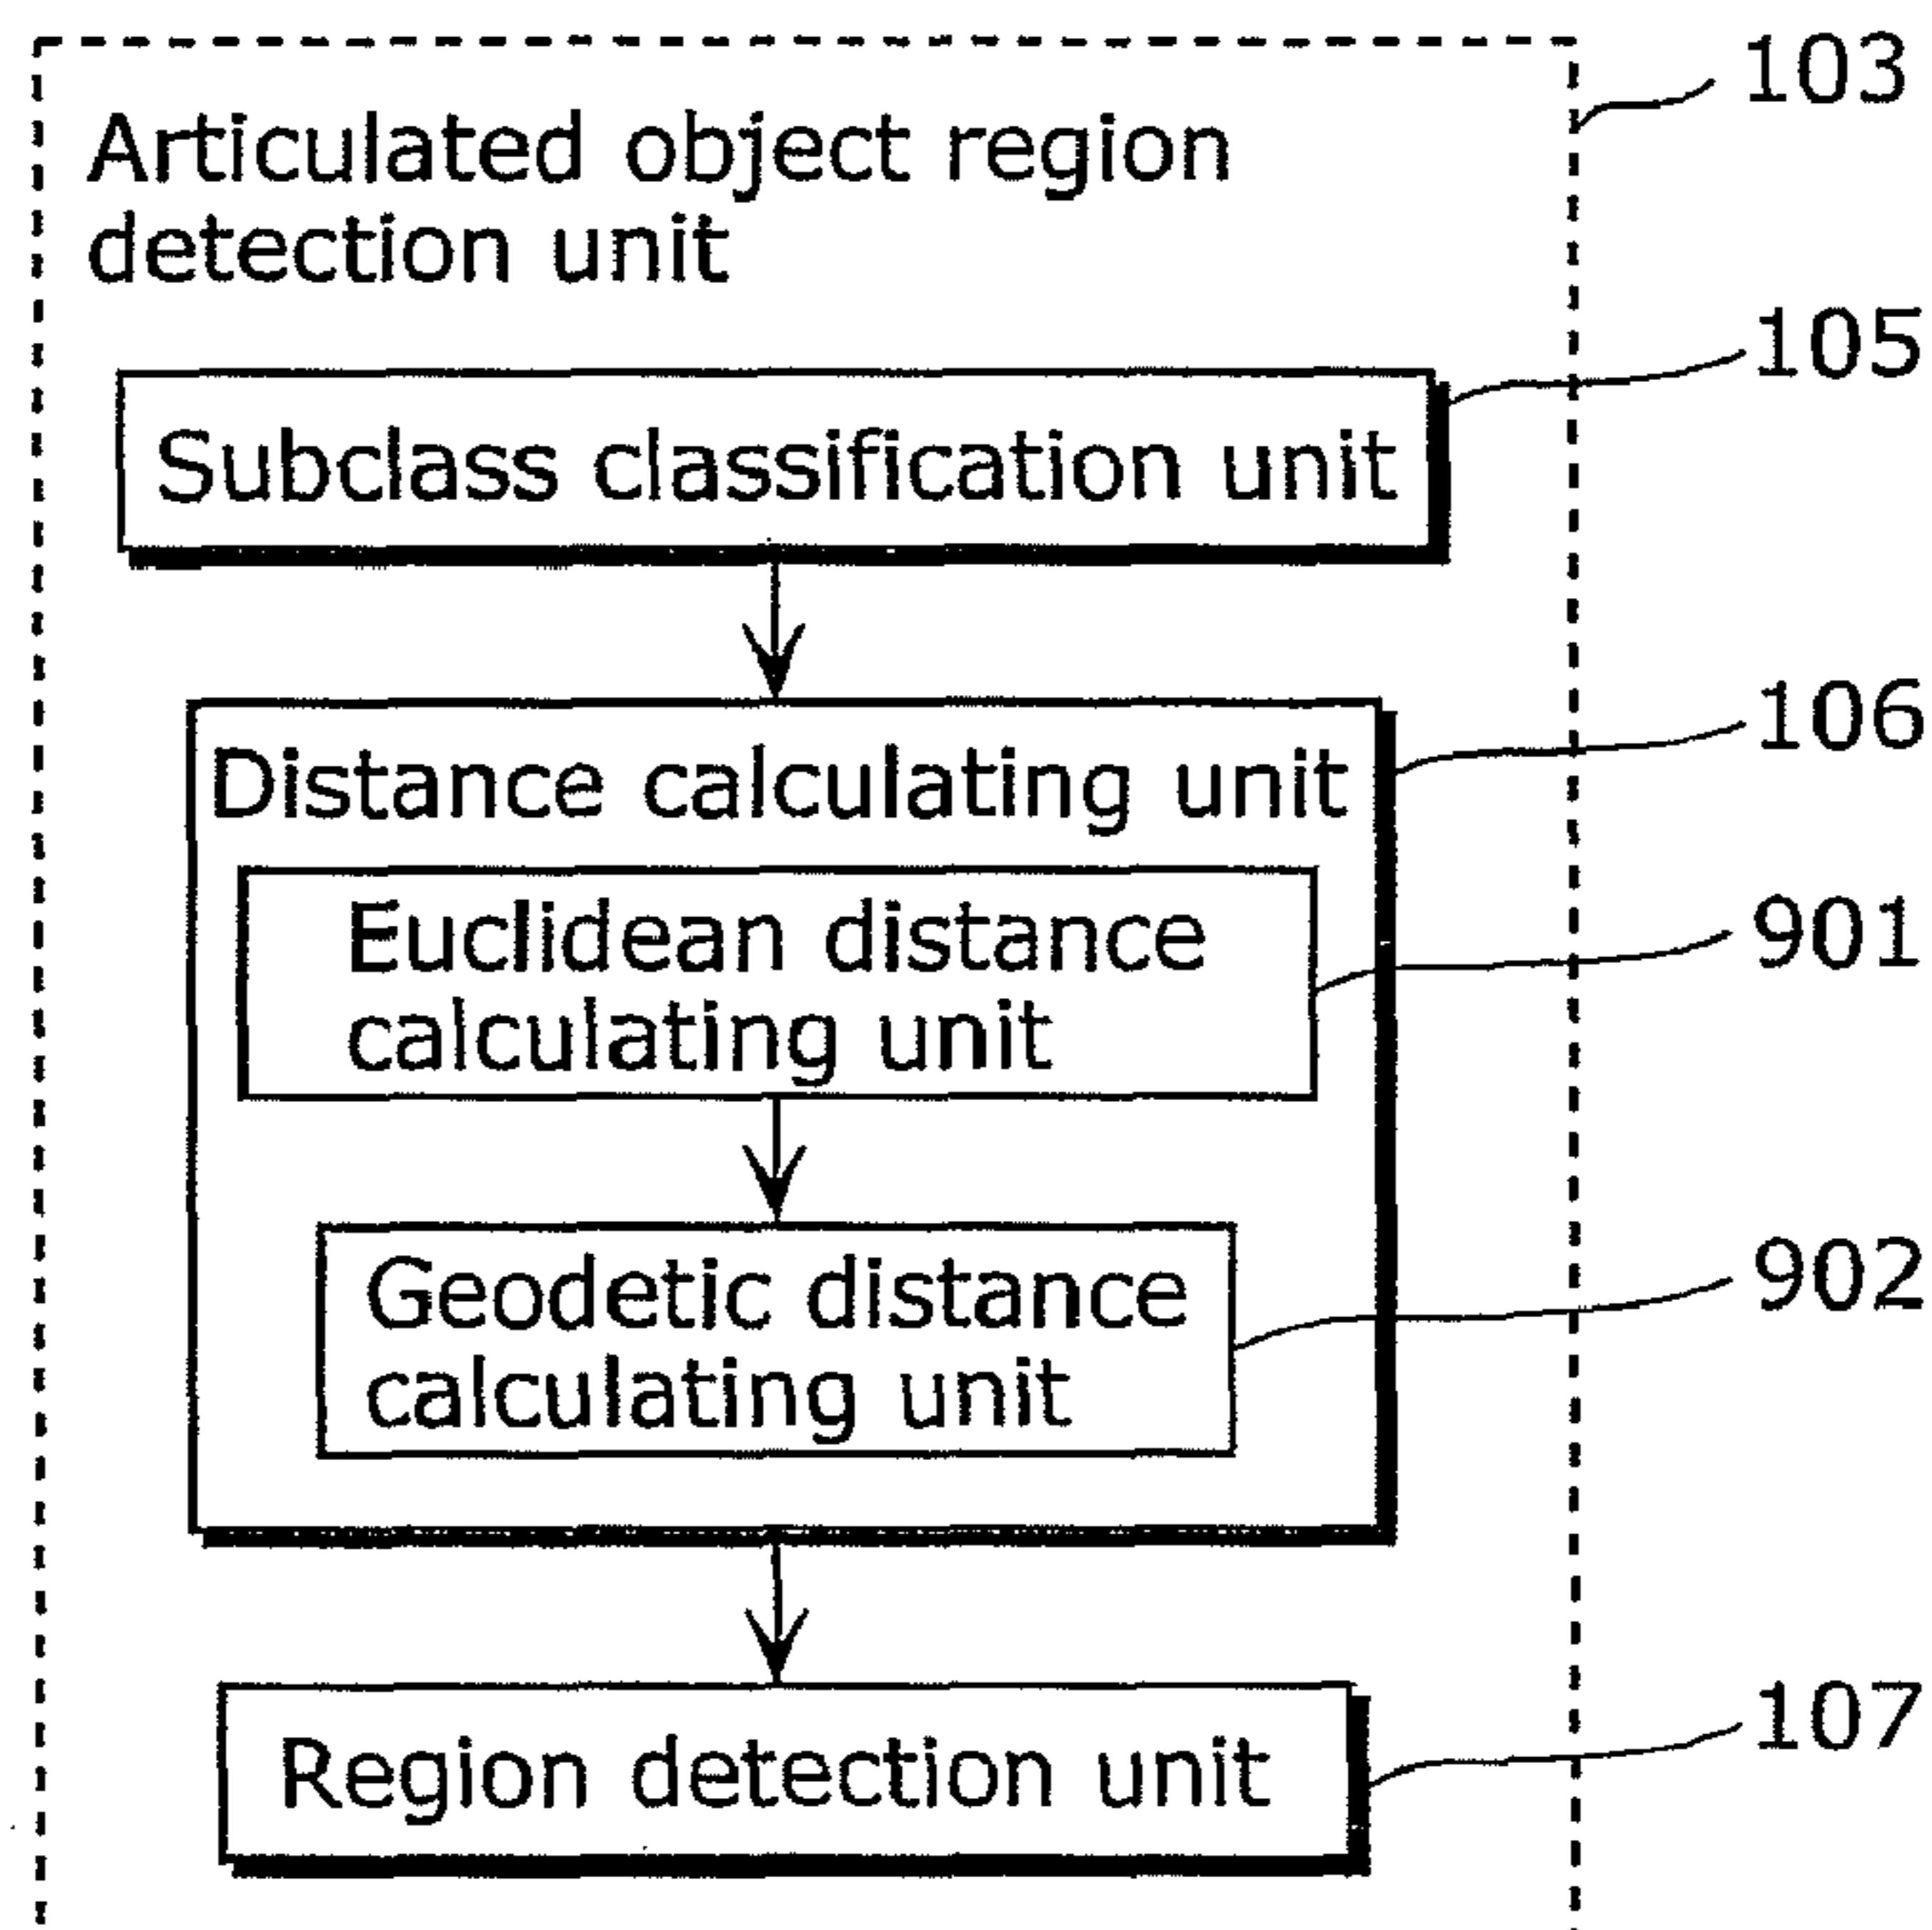 103
Articulated object region
detection unit
105
Subclass classification unit
106
Distance calculating unit
901
Euclidean distance
calculating unit
902
Geodetic distance
calculating unit
107
Region detection unit